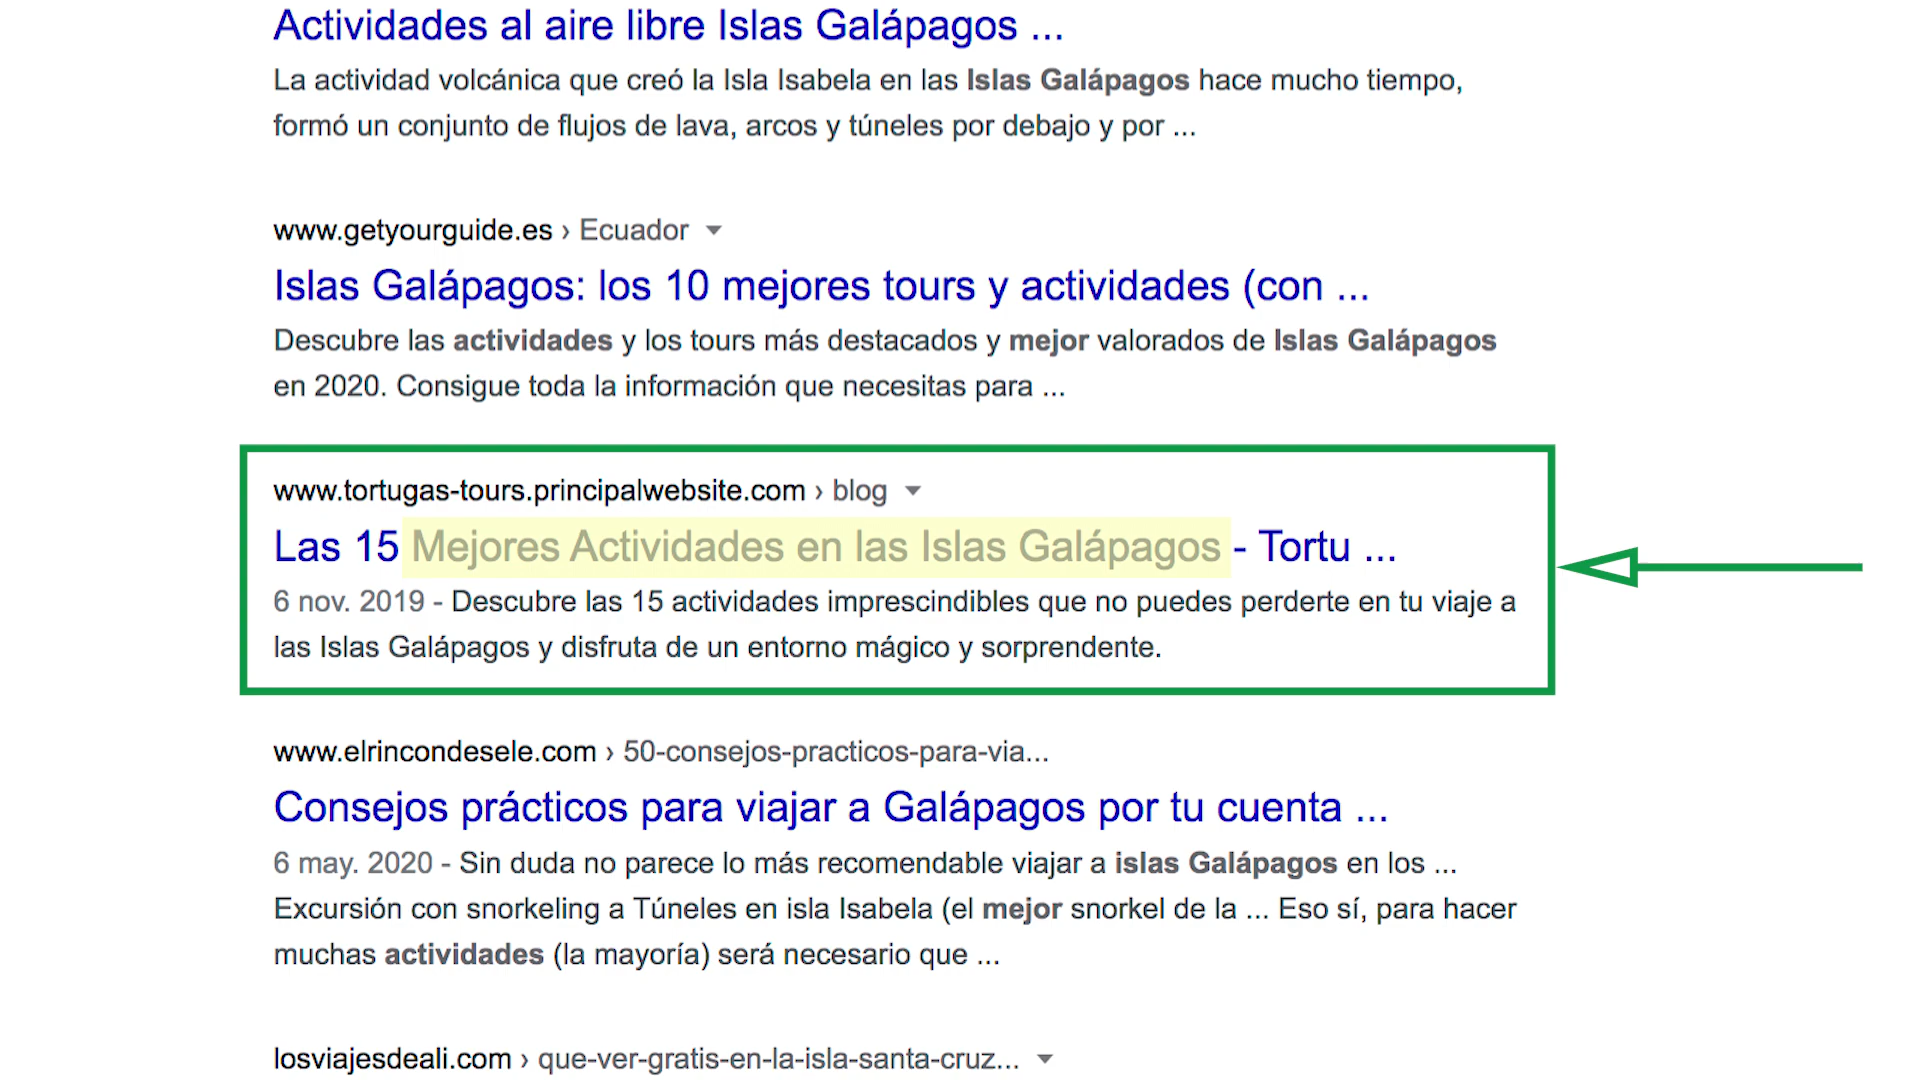 Actividades al aire libre Islas Galápagos ...
La actividad volcánica que creó la Isla Isabela en las Islas Galápagos hace mucho tiempo,
formó un conjunto de flujos de lava, arcos y túneles por debajo y por ...
www.getyourguide.es › Ecuador
Islas Galápagos: los 10 mejores tours y actividades (con ...
Descubre las actividades y los tours más destacados y mejor valorados de Islas Galápagos
en 2020. Consigue toda la información que necesitas para ...
www.tortugas-tours.principalwebsite.com › blog
Las 15 Mejores Actividades en las Islas Galápagos - Tortu ...
6 nov. 2019 - Descubre las 15 actividades imprescindibles que no puedes perderte en tu viaje a
las Islas Galápagos y disfruta de un entorno mágico y sorprendente.
www.elrincondesele.com › 50-consejos-practicos-para-via...
Consejos prácticos para viajar a Galápagos por tu cuenta ...
6 may. 2020 - Sin duda no parece lo más recomendable viajar a islas Galápagos en los ...
Excursión con snorkeling a Túneles en isla Isabela (el mejor snorkel de la ... Eso sí, para hacer
muchas actividades (la mayoría) será necesario que ...
losviajesdeali.com › que-ver-gratis-en-la-isla-santa-cruz...